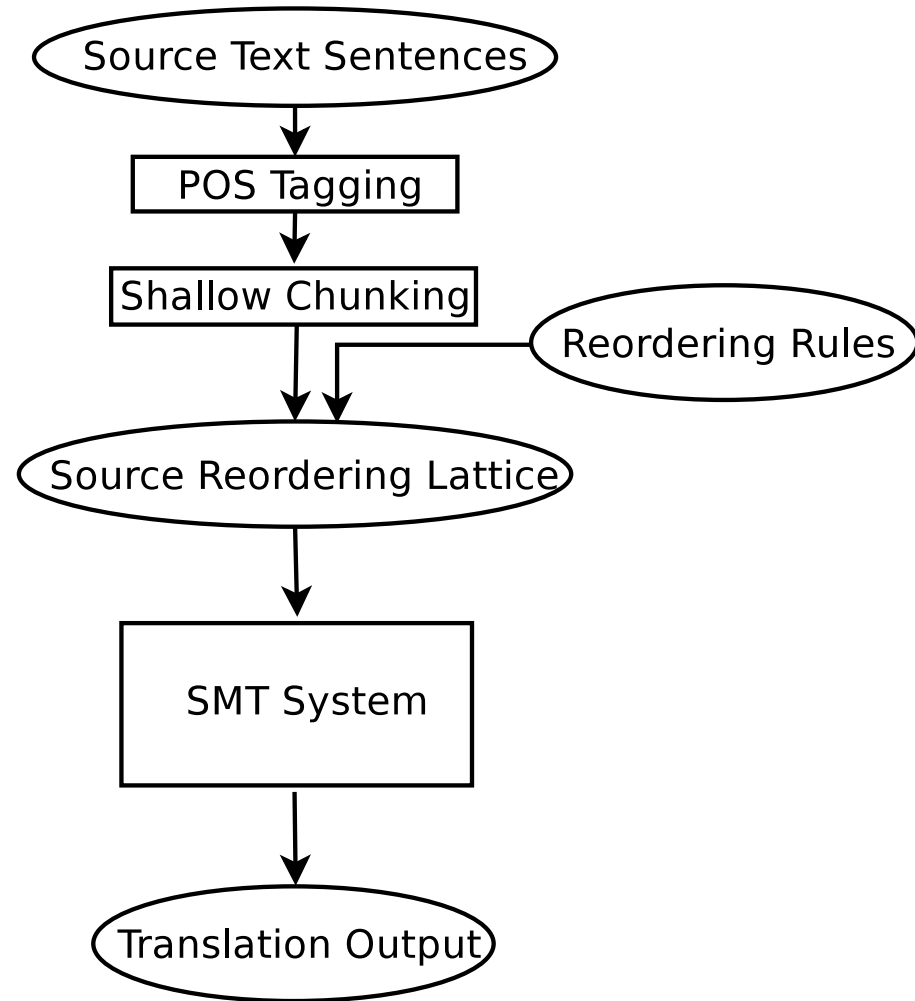 Source Text Sentences
POS Tagging
Shallow Chunking
Reordering Rules
Source Reordering Lattice
SMT System
Translation Output